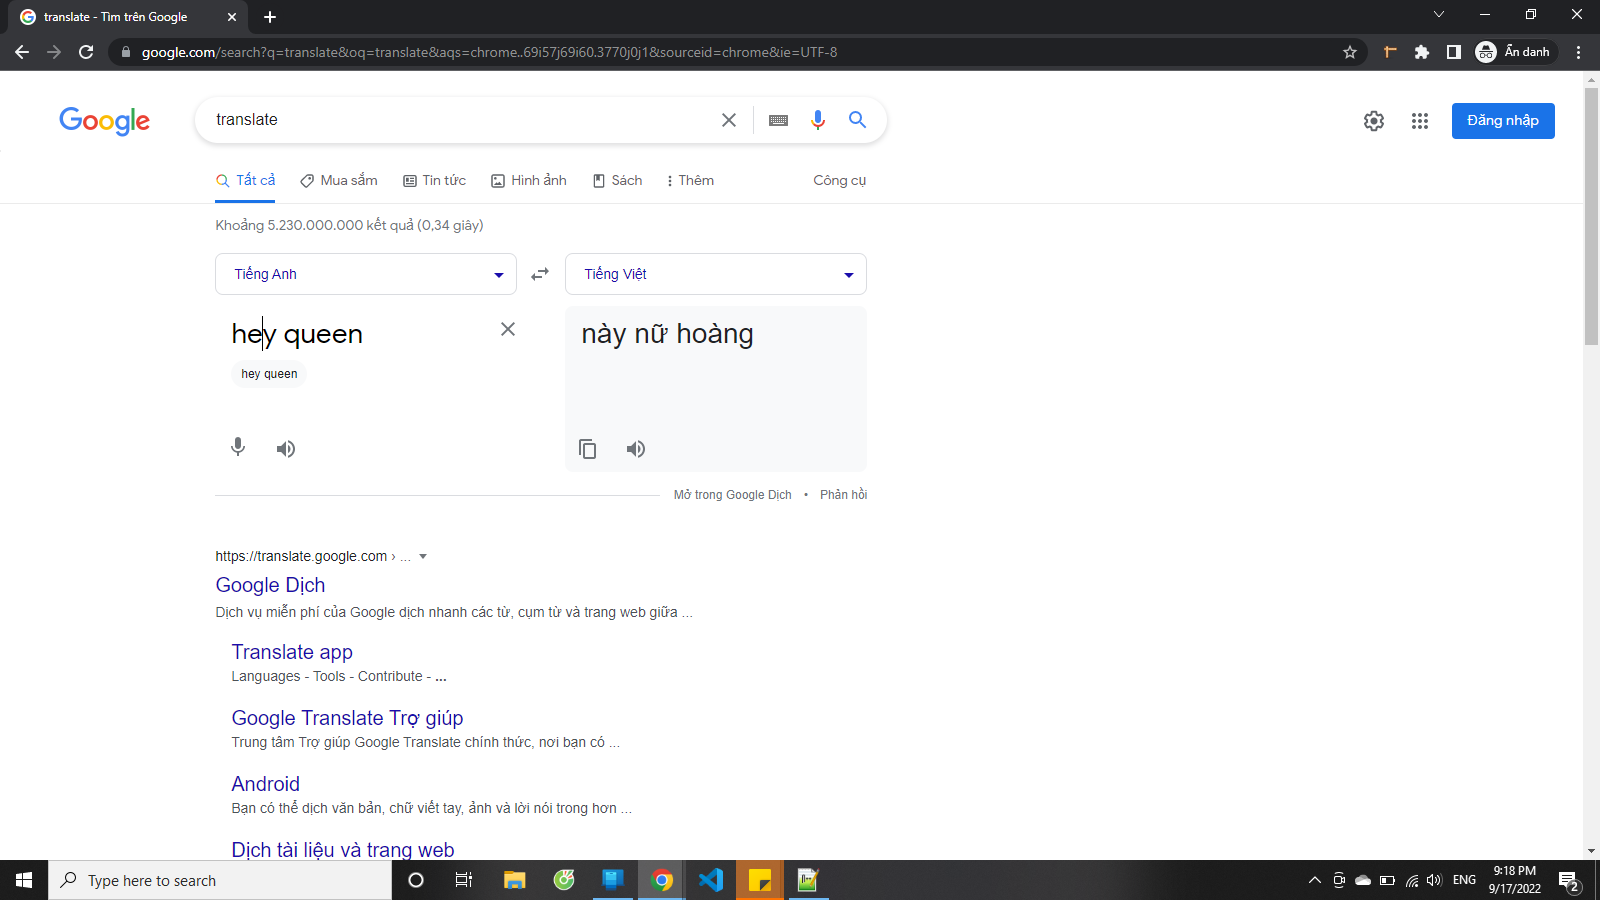 translate - Tìm trên Google
google.com/search?q=translate&oq=translate&aqs=chrome..69i57j69i60.3770j0j1&sourceid=chrome&ie=UTF-8
Ẩn danh
Google
translate
Đăng nhập
Tất cả
Mua sắm
Tin tức
Hình ảnh
Sách
Thêm
Công cụ
Khoảng 5.230.000.000 kết quả (0,34 giây)
Tiếng Anh
Tiếng Việt
hey queen
này nữ hoàng
hey queen
Mở trong Google Dịch • Phản hồi
https://translate.google.com › ...
Google Dịch
Dịch vụ miễn phí của Google dịch nhanh các từ, cụm từ và trang web giữa ...
Translate app
Languages - Tools - Contribute - ...
Google Translate Trợ giúp
Trung tâm Trợ giúp Google Translate chính thức, nơi bạn có ...
Android
Bạn có thể dịch văn bản, chữ viết tay, ảnh và lời nói trong hơn ...
Dịch tài liệu và trang web
Type here to search
ENG
9:18 PM
9/17/2022
2